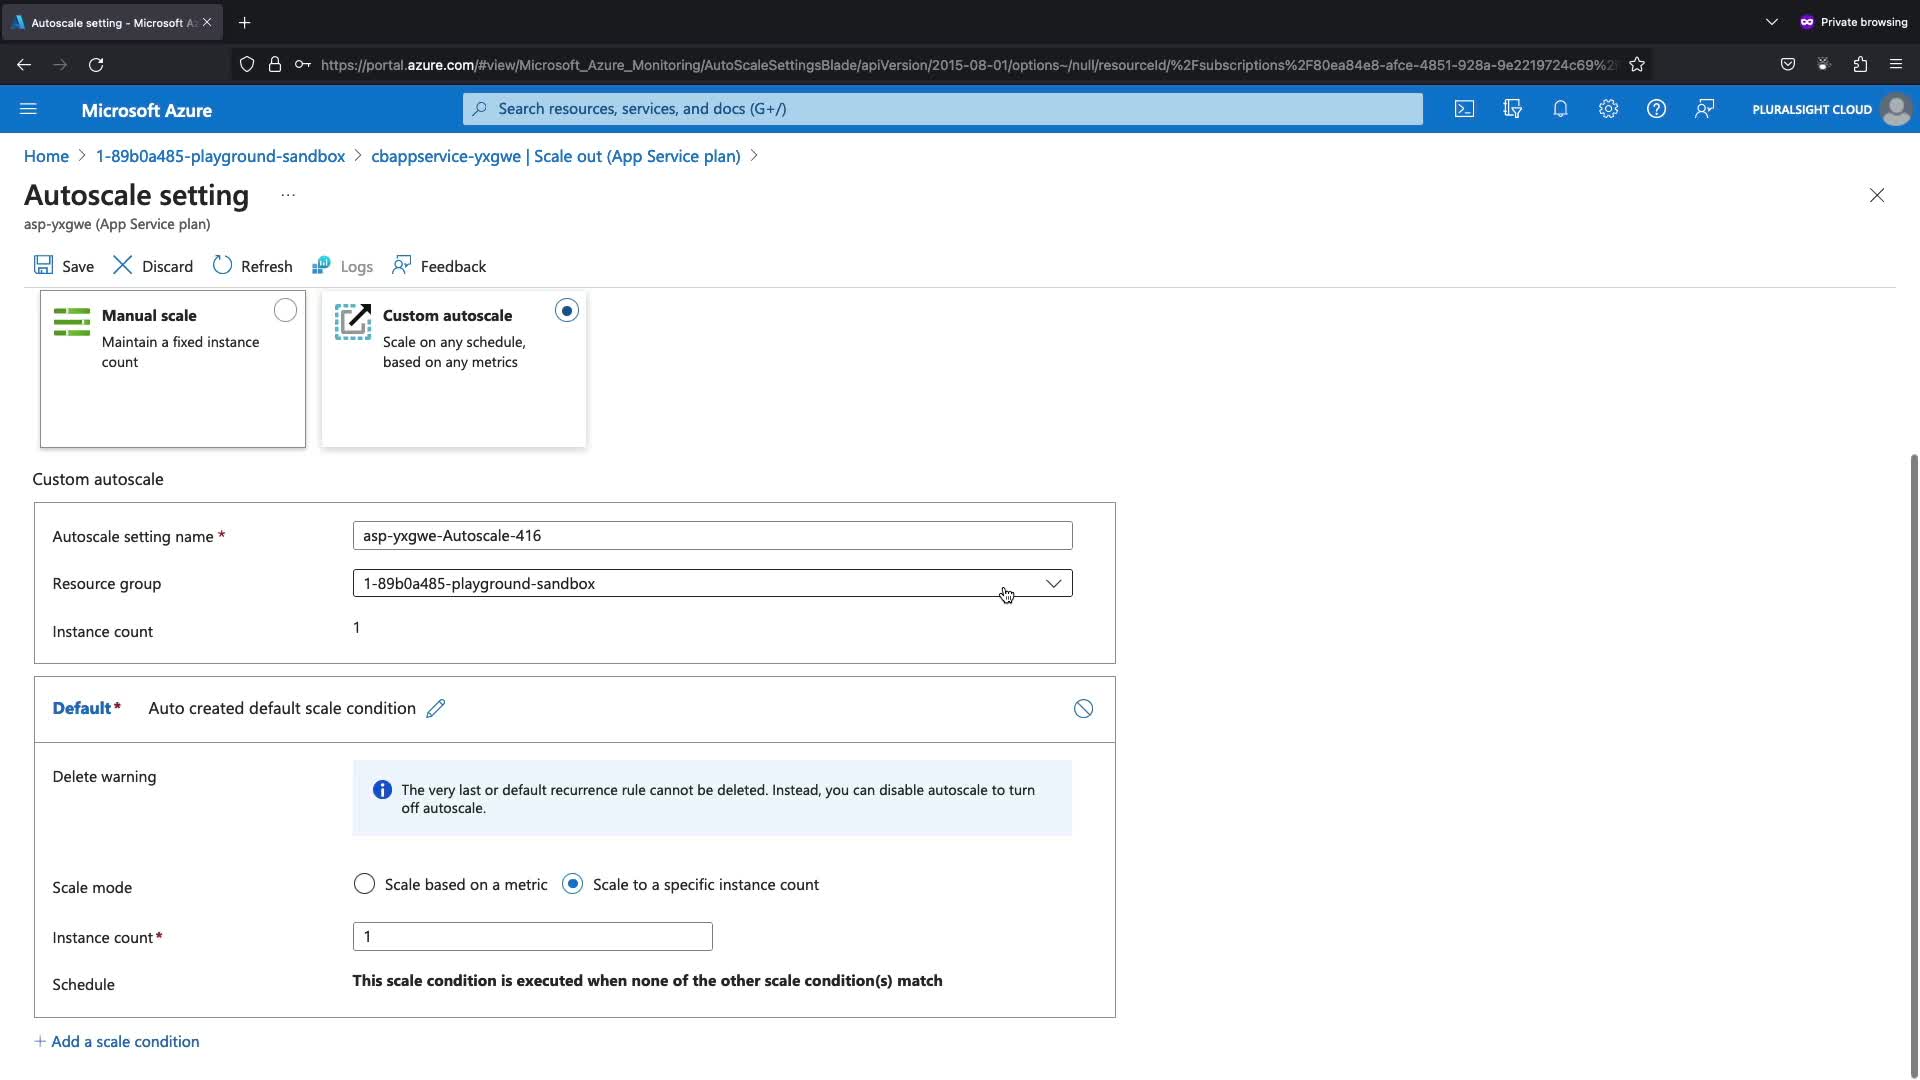 Autoscale setting - Microsoft A
Private browsing
https://portal.azure.com/#view/Microsoft_Azure_Monitoring/AutoScaleSettingsBlade/apiVersion/2015-08-01/options~/null/resourceId/%2Fsubscriptions%2F80ea84e8-afce-4851-928a-9e2219724c69%2
Microsoft Azure
Search resources, services, and docs (G+/)
PLURALSIGHT CLOUD
Home > 1-89b0a485-playground-sandbox > cbappservice-yxgwe | Scale out (App Service plan) >
Autoscale setting ...
asp-yxgwe (App Service plan)
Save Discard Refresh Logs Feedback
Manual scale
Maintain a fixed instance
count
Custom autoscale
Scale on any schedule,
based on any metrics
Custom autoscale
Autoscale setting name * asp-yxgwe-Autoscale-416
Resource group 1-89b0a485-playground-sandbox
Instance count 1
Default* Auto created default scale condition
Delete warning
The very last or default recurrence rule cannot be deleted. Instead, you can disable autoscale to turn
off autoscale.
Scale mode Scale based on a metric Scale to a specific instance count
Instance count* 1
Schedule This scale condition is executed when none of the other scale condition(s) match
+ Add a scale condition